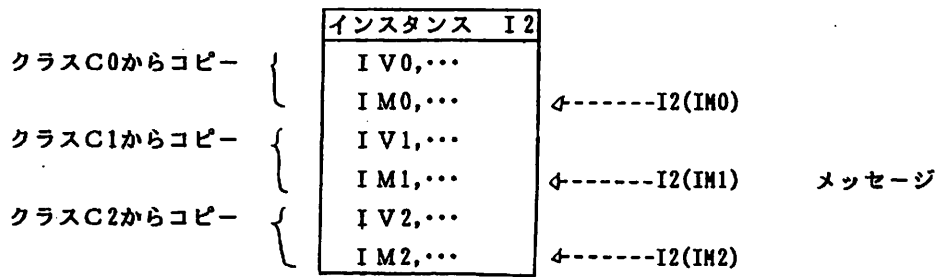 インスタンス I2
クラスC0からコピー
IV0,…
IM0,…
I2(IM0)
クラスC1からコピー
IV1,…
IM1,…
I2(IM1)
メッセージ
クラスC2からコピー
IV2,…
IM2,…
I2(IM2)